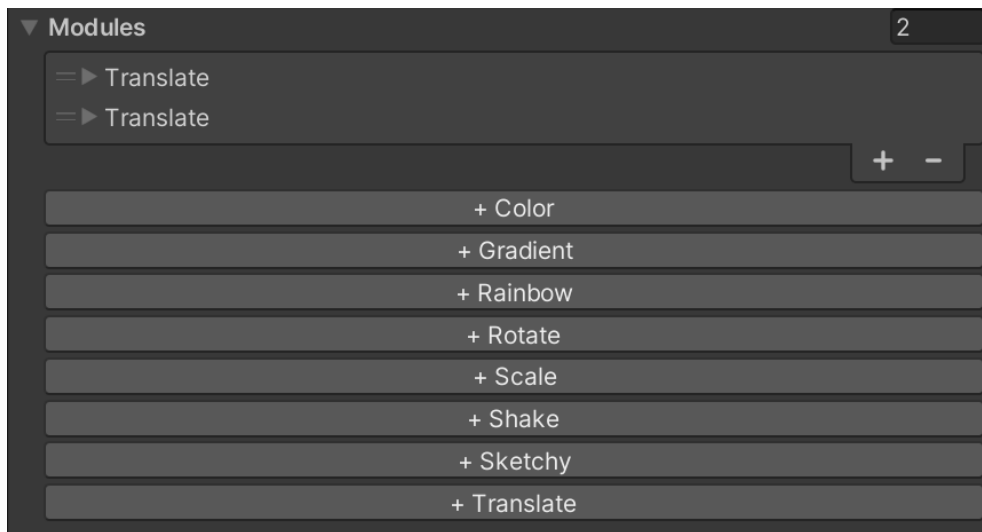 Modules 2
Translate
Translate
+ -
+ Color
+ Gradient
+ Rainbow
+ Rotate
+ Scale
+ Shake
+ Sketchy
+ Translate